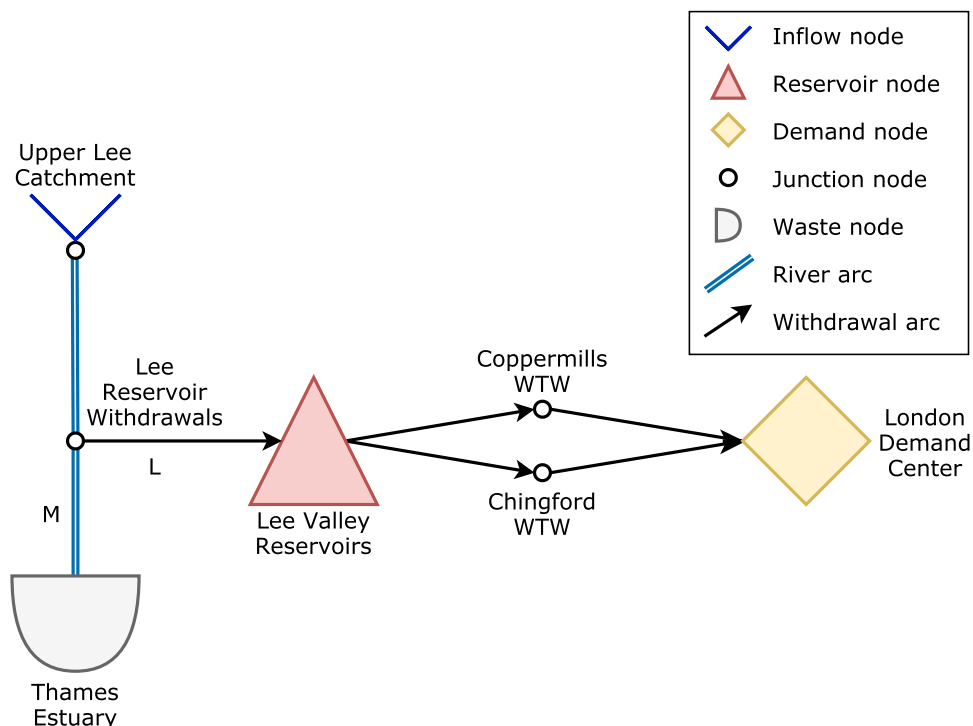 Inflow node
Reservoir node
Demand node
Junction node
Waste node
River arc
Withdrawal arc
Upper Lee
Catchment
Lee
Reservoir
Withdrawals
L
M
Lee Valley
Reservoirs
Coppermills
WTW
Chingford
WTW
London
Demand
Center
Thames
Estuary